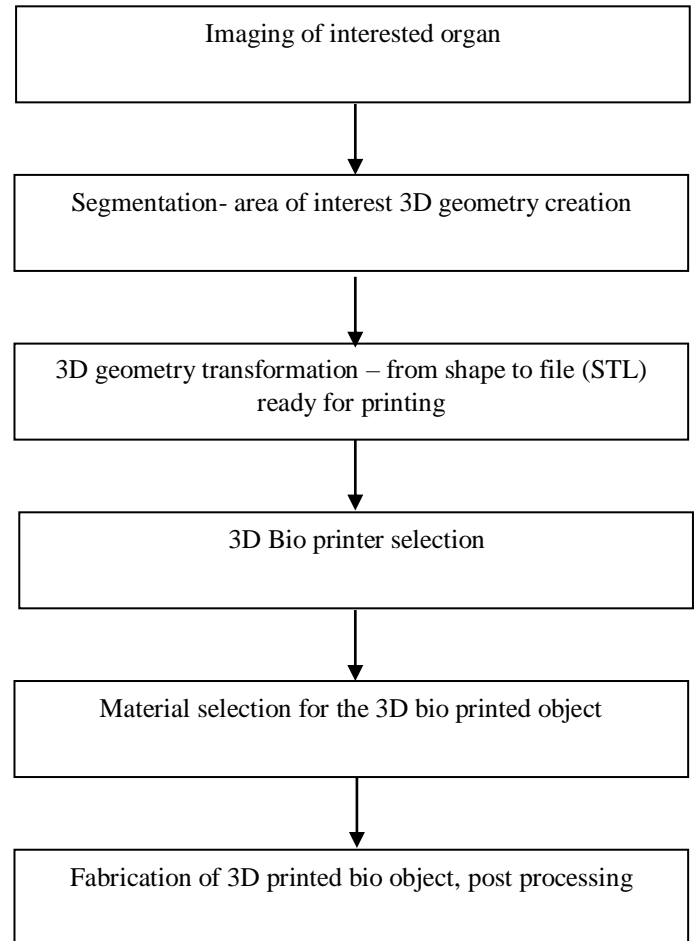 Imaging of interested organ
Segmentation- area of interest 3D geometry creation
3D geometry transformation – from shape to file (STL)
ready for printing
3D Bio printer selection
Material selection for the 3D bio printed object
Fabrication of 3D printed bio object, post processing